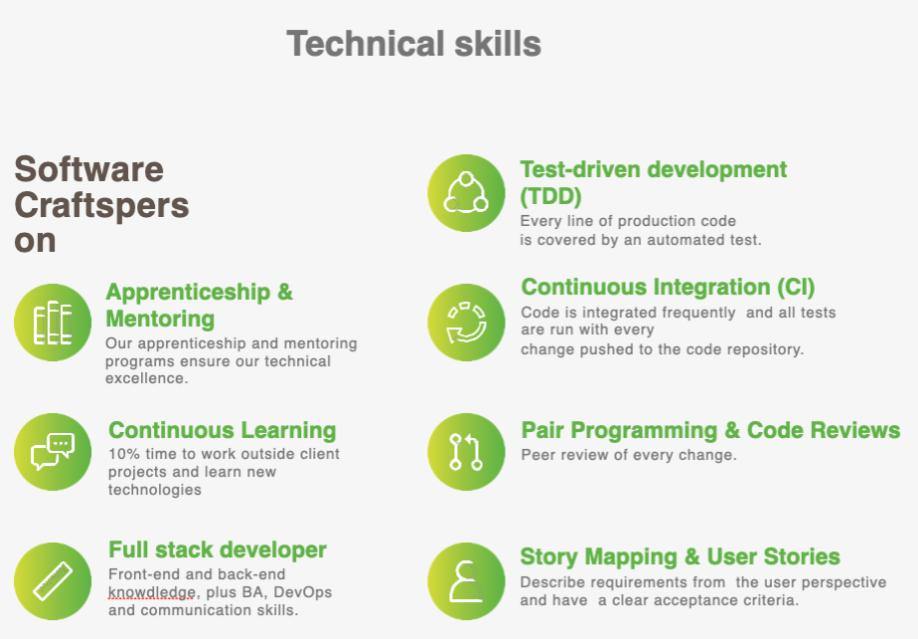 Technical skills
Software
Craftspers
on
Apprenticeship &
Mentoring
Our apprenticeship and mentoring
programs ensure our technical
excellence.
Continuous Learning
10% time to work outside client
projects and learn new
technologies
Full stack developer
Front-end and back-end
knowdledge, plus BA, DevOps
and communication skills.
Test-driven development
(TDD)
Every line of production code
is covered by an automated test.
Continuous Integration (CI)
Code is integrated frequently  and all tests
are run with every
change pushed to the code repository.
Pair Programming & Code Reviews
Peer review of every change.
Story Mapping & User Stories
Describe requirements from  the user perspective
and have  a clear acceptance criteria.